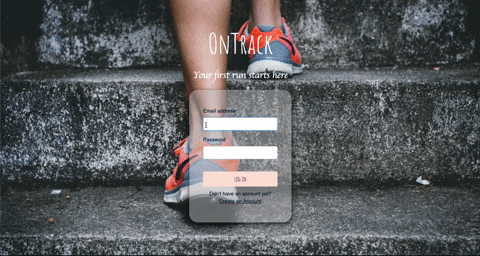 OnTrack
Your first run starts here
Email address
Password
LOG IN
Don't have an account yet?
Create an Account